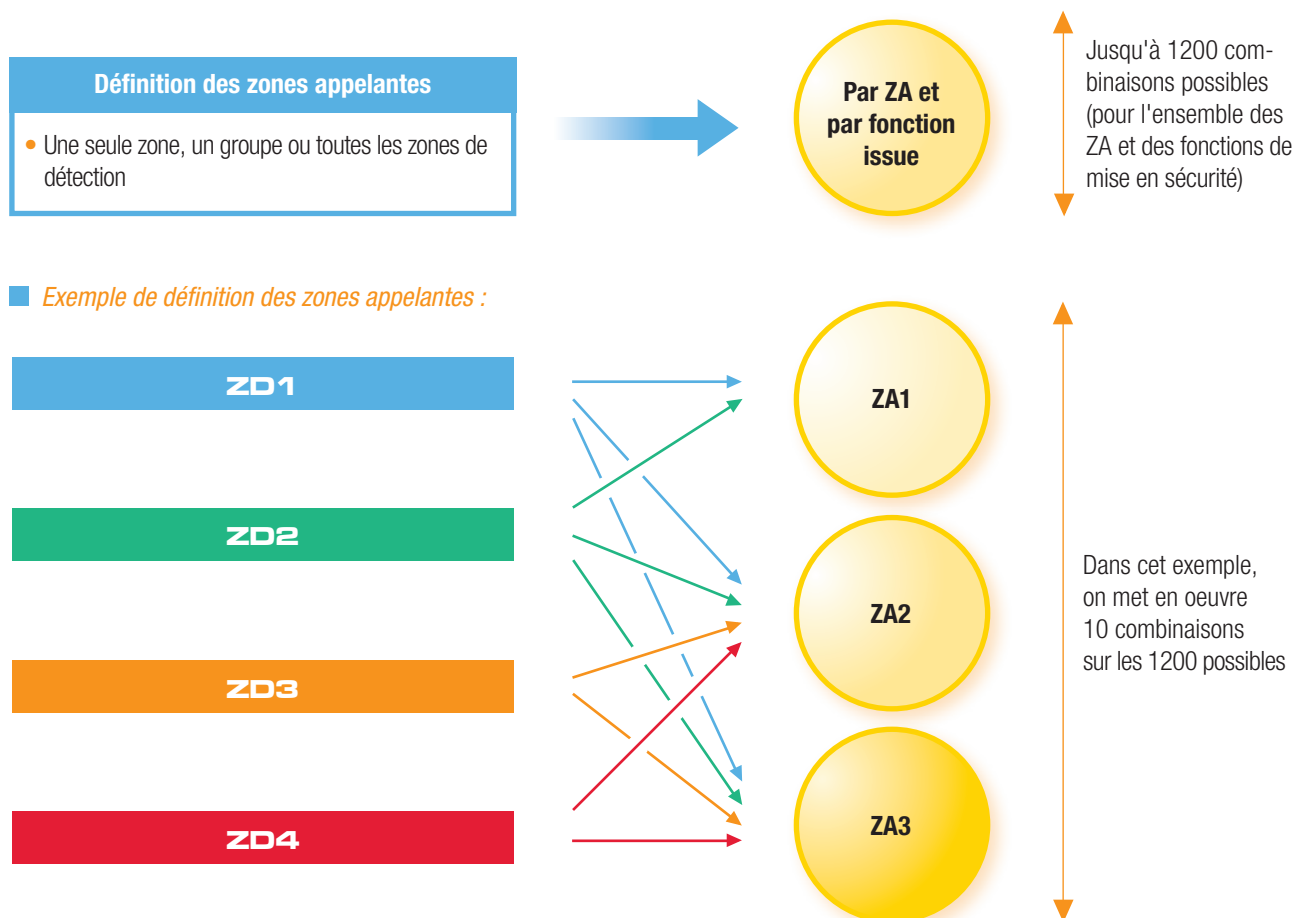 Définition des zones appelantes
• Une seule zone, un groupe ou toutes les zones de
détection
Par ZA et
par fonction
issue
Jusqu'à 1200 com-
binaisons possibles
(pour l'ensemble des
ZA et des fonctions de
mise en sécurité)
Exemple de définition des zones appelantes :
ZD1
ZD2
ZD3
ZD4
ZA1
ZA2
ZA3
Dans cet exemple,
on met en oeuvre
10 combinaisons
sur les 1200 possibles